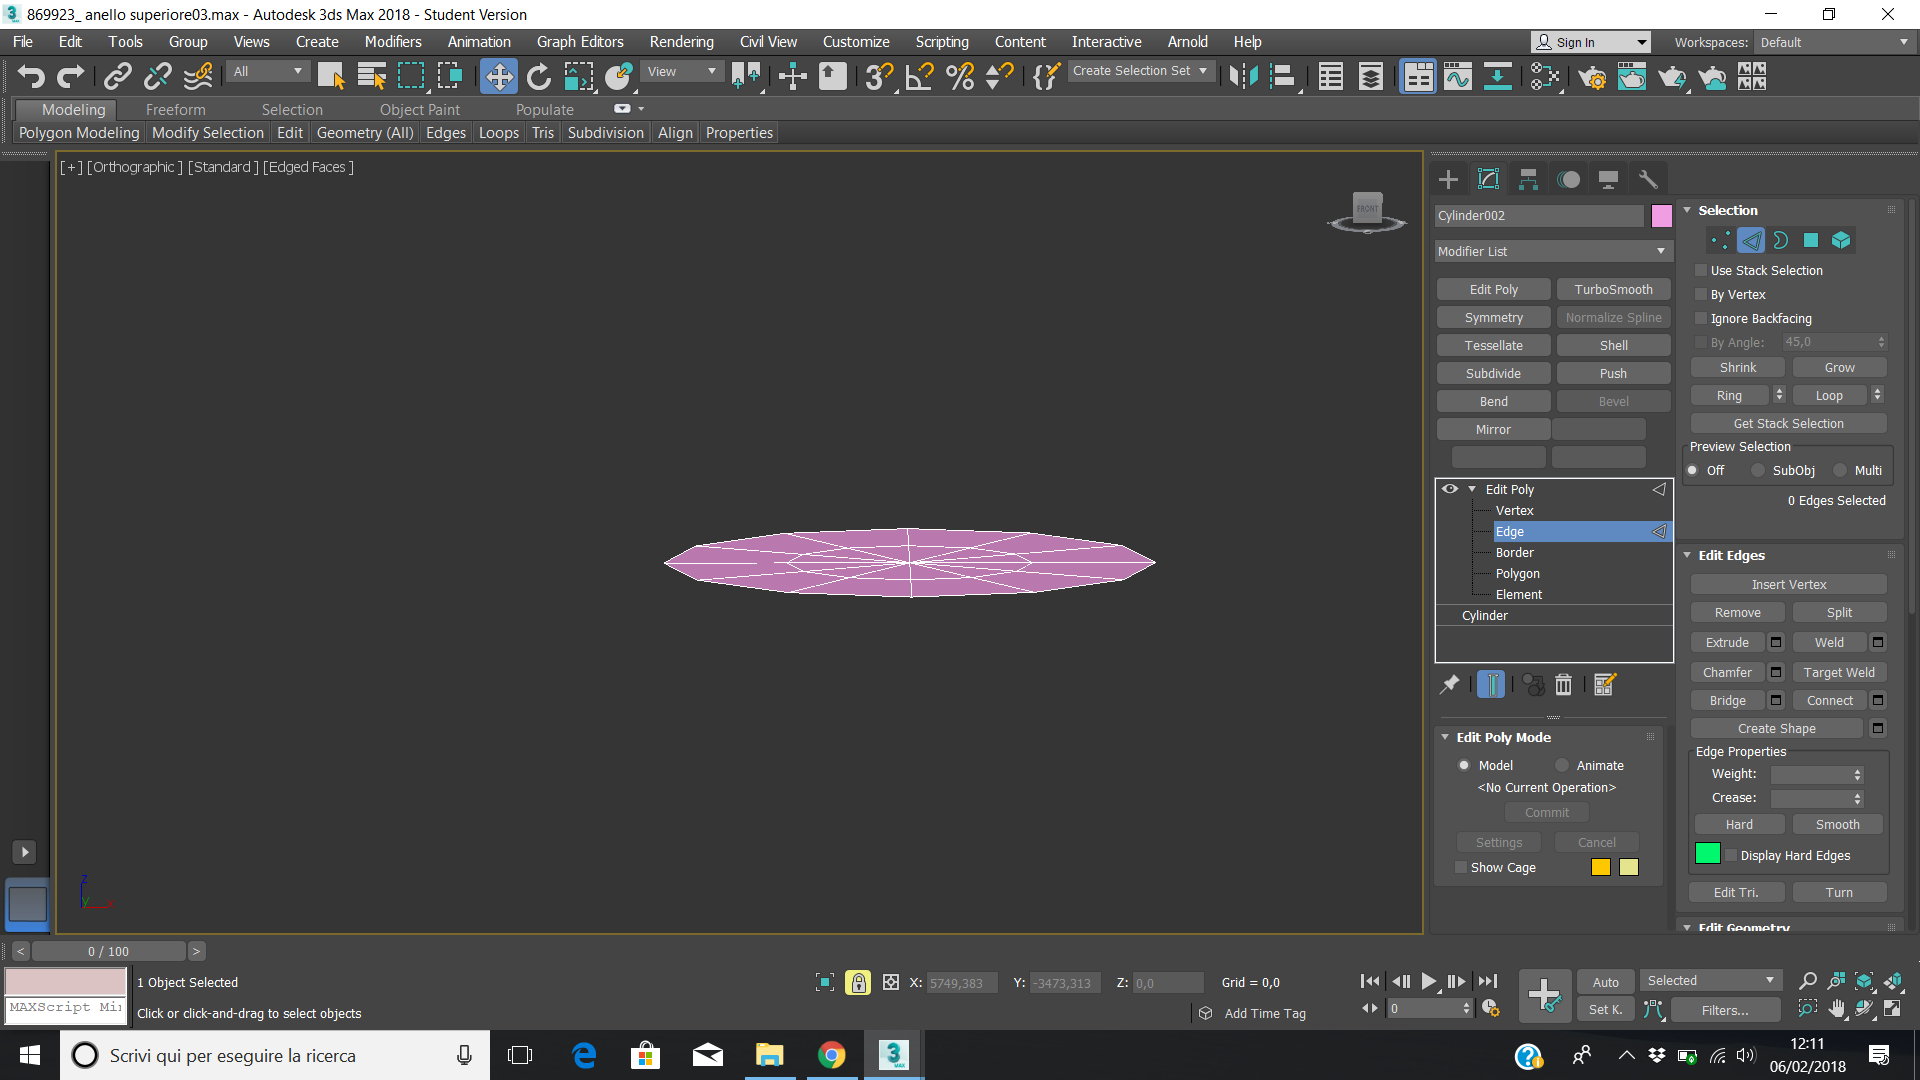 869923_ anello superiore03.max - Autodesk 3ds Max 2018 - Student Version
File Edit Tools Group Views Create Modifiers Animation Graph Editors Rendering Civil View Customize Scripting Content Interactive Arnold Help Sign In Workspaces: Default
All View Create Selection Set
Modeling Freeform Selection Object Paint Populate
Polygon Modeling Modify Selection Edit Geometry (All) Edges Loops Tris Subdivision Align Properties
[ + ] [Orthographic ] [Standard ] [Edged Faces ]
FRONT
Cylinder002
Modifier List
Edit Poly TurboSmooth
Symmetry Normalize Spline
Tessellate Shell
Subdivide Push
Bend Bevel
Mirror
Edit Poly
Vertex
Edge
Border
Polygon
Element
Cylinder
Edit Poly Mode
Model Animate
<No Current Operation>
Commit
Settings Cancel
Show Cage
Selection
Use Stack Selection
By Vertex
Ignore Backfacing
By Angle: 45,0
Shrink Grow
Ring Loop
Get Stack Selection
Preview Selection
Off SubObj Multi
0 Edges Selected
Edit Edges
Insert Vertex
Remove Split
Extrude Weld
Chamfer Target Weld
Bridge Connect
Create Shape
Edge Properties
Weight:
Crease:
Hard Smooth
Display Hard Edges
Edit Tri. Turn
Edit Geometry
z
y
x
< 0 / 100 >
1 Object Selected X: 5749,383 Y: -3473,313 Z: 0,0 Grid = 0,0 Auto Selected
MAXScript Mi
Click or click-and-drag to select objects Add Time Tag 0 Set K. Filters...
Scrivi qui per eseguire la ricerca
3
MAX
12:11
06/02/2018